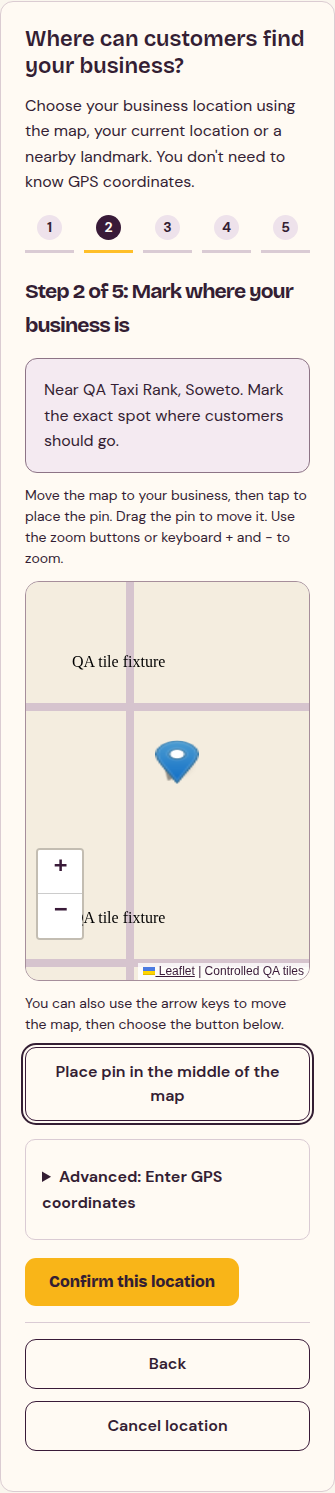 Where can customers find
your business?
Choose your business location using
the map, your current location or a
nearby landmark. You don't need to
know GPS coordinates.
1 2 3 4 5
Step 2 of 5: Mark where your
business is
Near QA Taxi Rank, Soweto. Mark
the exact spot where customers
should go.
Move the map to your business, then tap to
place the pin. Drag the pin to move it. Use
the zoom buttons or keyboard + and − to
zoom.
QA tile fixture
+
−
QA tile fixture
Leaflet | Controlled QA tiles
You can also use the arrow keys to move
the map, then choose the button below.
Place pin in the middle of the
map
Advanced: Enter GPS
coordinates
Confirm this location
Back
Cancel location